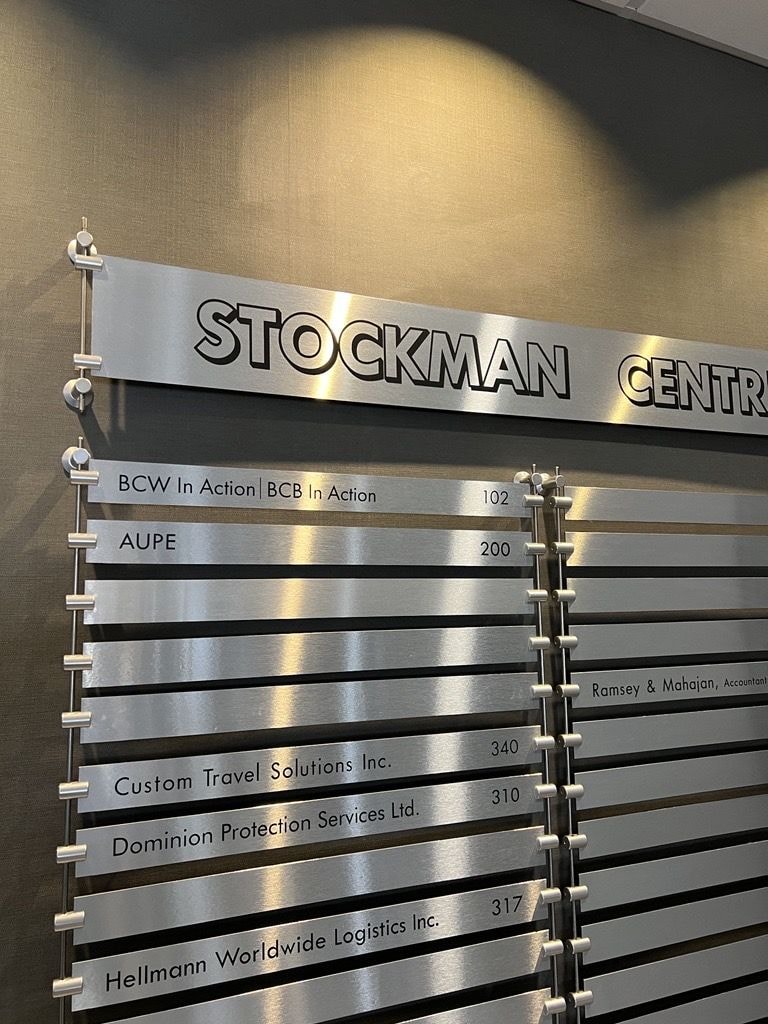 STOCKMAN CENTR
BCW In Action | BCB In Action 102
AUPE 200
Ramsey & Mahajan, Accountant
Custom Travel Solutions Inc. 340
Dominion Protection Services Ltd. 310
Hellmann Worldwide Logistics Inc. 317